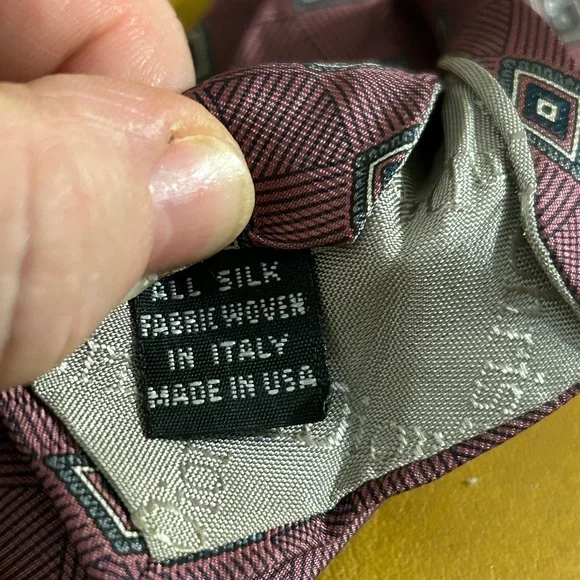 ALL SILK
FABRIC WOVEN
IN ITALY
MADE IN USA